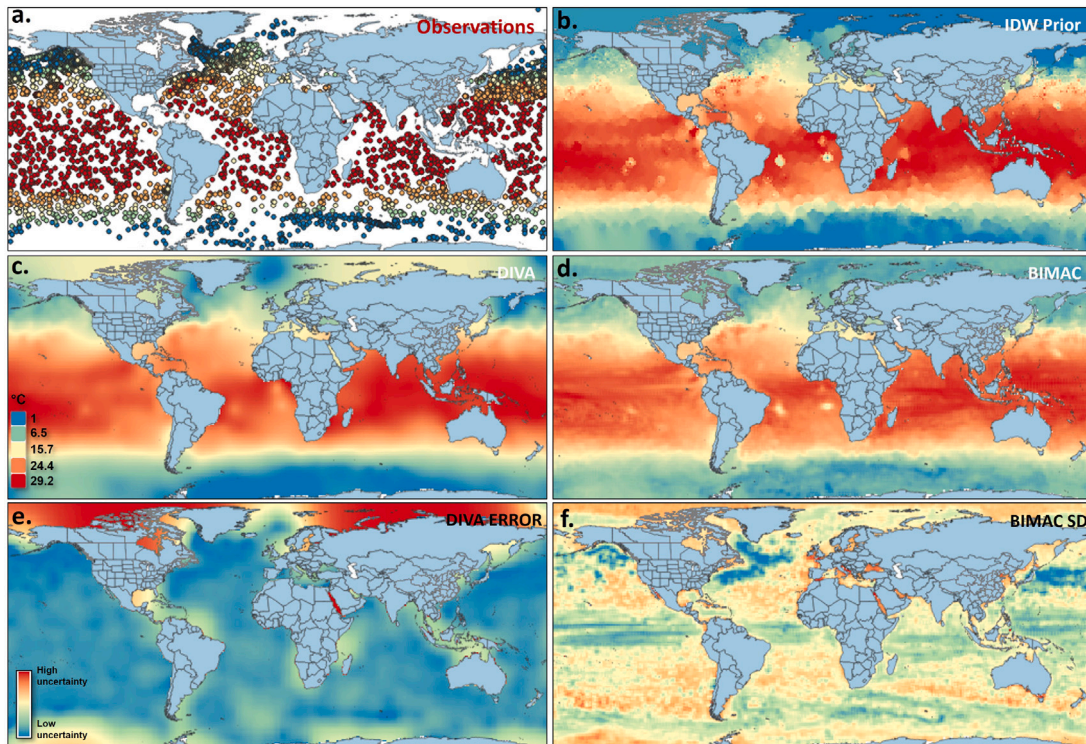 a.
Observations
b.
IDW Prior
c.
DIVA
°C
1
6.5
15.7
24.4
29.2
d.
BIMAC
e.
DIVA ERROR
High
uncertainty
Low
uncertainty
f.
BIMAC SD